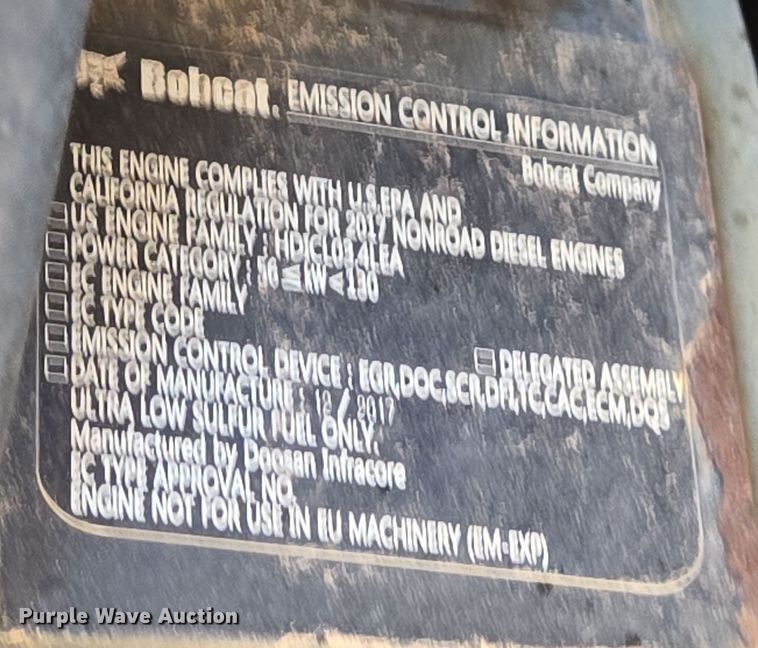 Bobcat. EMISSION CONTROL INFORMATION
Bobcat Company
THIS ENGINE COMPLIES WITH U.S.EPA AND
CALIFORNIA REGULATION FOR 2017 NONROAD DIESEL ENGINES
US ENGINE FAMILY : HDICL03.4LEA
POWER CATEGORY : 56 ≤ kW < 130
EC ENGINE FAMILY
EC TYPE CODE
DELEGATED ASSEMBLY
EMISSION CONTROL DEVICE : EGR,DOC,SCR,DFI,TC,CAC,ECM,
DATE OF MANUFACTURE : 12 / 2017
ULTRA LOW SULFUR FUEL ONLY.
Manufactured by Doosan Infracore
EC TYPE APPROVAL NO.
ENGINE NOT FOR USE IN EU MACHINERY (EM-EXP)
Purple Wave Auction